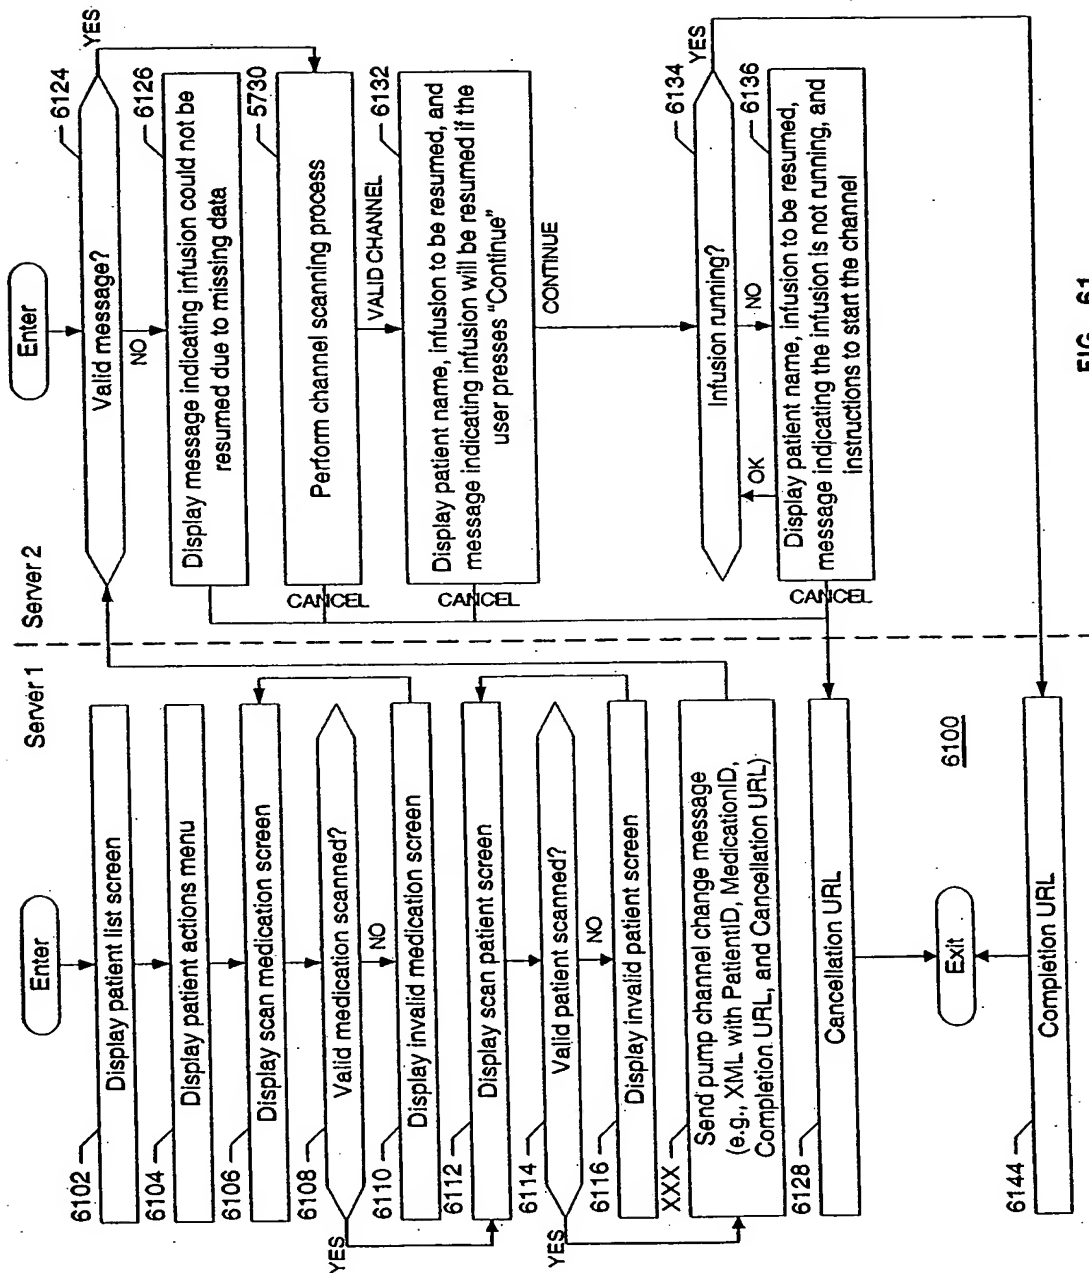 Server 1
Enter
6102
Display patient list screen
6104
Display patient actions menu
6106
Display scan medication screen
6108
Valid medication scanned?
YES
NO
6110
Display invalid medication screen
6112
Display scan patient screen
6114
Valid patient scanned?
YES
NO
6116
Display invalid patient screen
XXX
Send pump channel change message
(e.g., XML with PatientID, MedicationID,
Completion URL, and Cancellation URL)
6128
Cancellation URL
6100
Exit
6144
Completion URL
Server 2
Enter
6124
Valid message?
YES
NO
6126
Display message indicating infusion could not be
resumed due to missing data
5730
Perform channel scanning process
CANCEL
VALID CHANNEL
6132
Display patient name, infusion to be resumed, and
message indicating infusion will be resumed if the
user presses “Continue”
CANCEL
CONTINUE
6134
Infusion running?
YES
OK
NO
6136
Display patient name, infusion to be resumed,
message indicating the infusion is not running, and
instructions to start the channel
CANCEL
FIG. 61